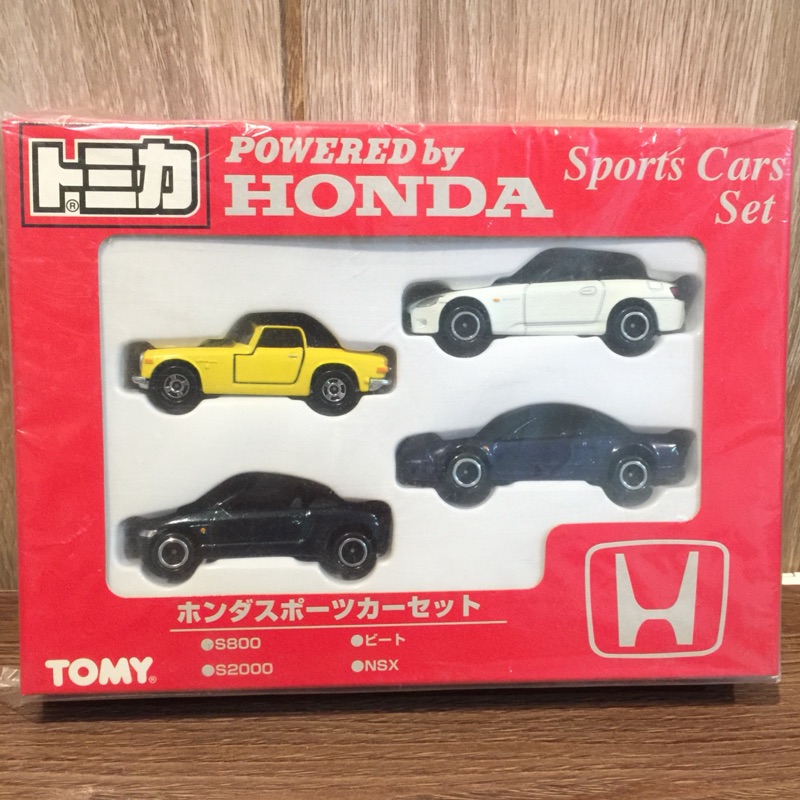 トミカ®
POWERED by
HONDA
Sports Cars
Set
ホンダスポーツカーセット
●S800
●ビート
●S2000
●NSX
TOMY®